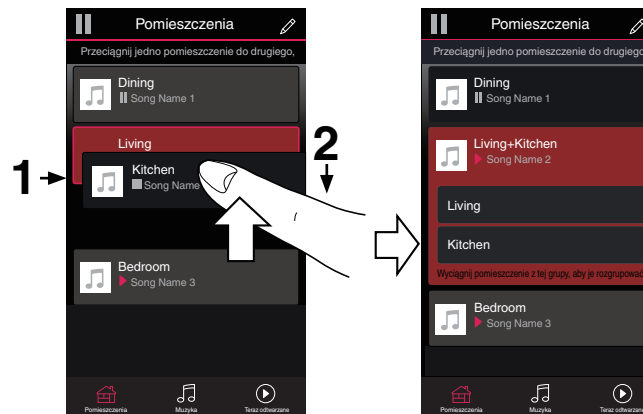 Pomieszczenia
Przeciągnij jedno pomieszczenie do drugiego,
Dining
Song Name 1
Living
Kitchen
Song Name
1
2
Bedroom
Song Name 3
Pomieszczenia
Muzyka
Teraz odtwarzane
Pomieszczenia
Przeciągnij jedno pomieszczenie do drugiego
Dining
Song Name 1
Living+Kitchen
Song Name 2
Living
Kitchen
Wyciągnij pomieszczenie z tej grupy, aby je rozgrupować
Bedroom
Song Name 3
Pomieszczenia
Muzyka
Teraz odtwarzane